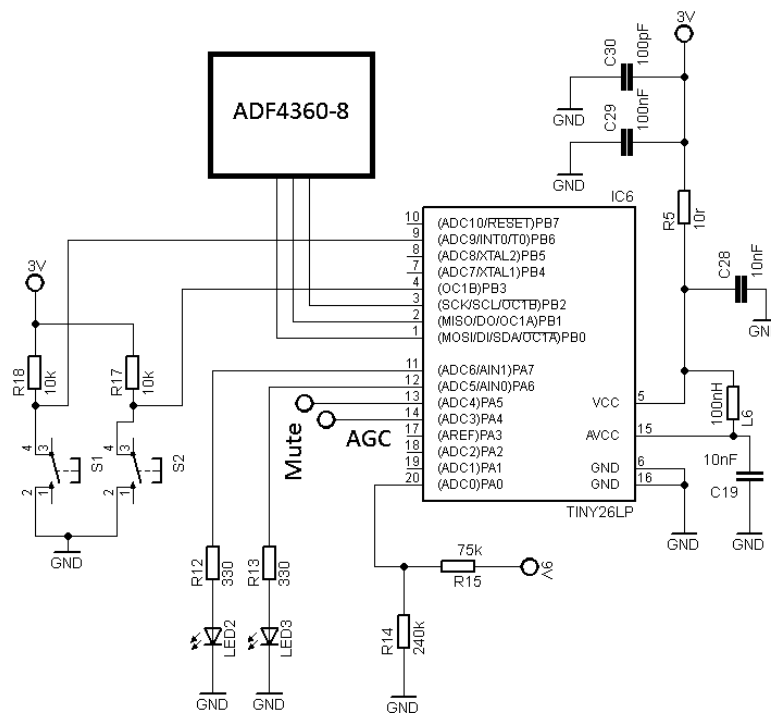 3V
C30
100pF
GND
C29
100nF
GND
ADF4360-8
IC6
R5
10r
10 (ADC10/RESET)PB7
9 (ADC9/INT0/T0)PB6
8 (ADC8/XTAL2)PB5
7 (ADC7/XTAL1)PB4
4 (OC1B)PB3
3 (SCK/SCL/OC1B)PB2
2 (MISO/DO/OC1A)PB1
1 (MOSI/DI/SDA/OC1A)PB0
11 (ADC6/AIN1)PA7
12 (ADC5/AIN0)PA6
13 (ADC4)PA5
14 (ADC3)PA4
17 (AREF)PA3
18 (ADC2)PA2
19 (ADC1)PA1
20 (ADC0)PA0
VCC 5
AVCC 15
GND 6
GND 16
TINY26LP
C28
10nF
GND
100nH
L6
10nF
C19
GND
GND
3V
R18
10k
R17
10k
4 3
S1
2 1
4 3
S2
2 1
GND
Mute
AGC
R12
330
LED2
GND
R13
330
LED3
GND
75k
R15
9V
R14
240k
GND